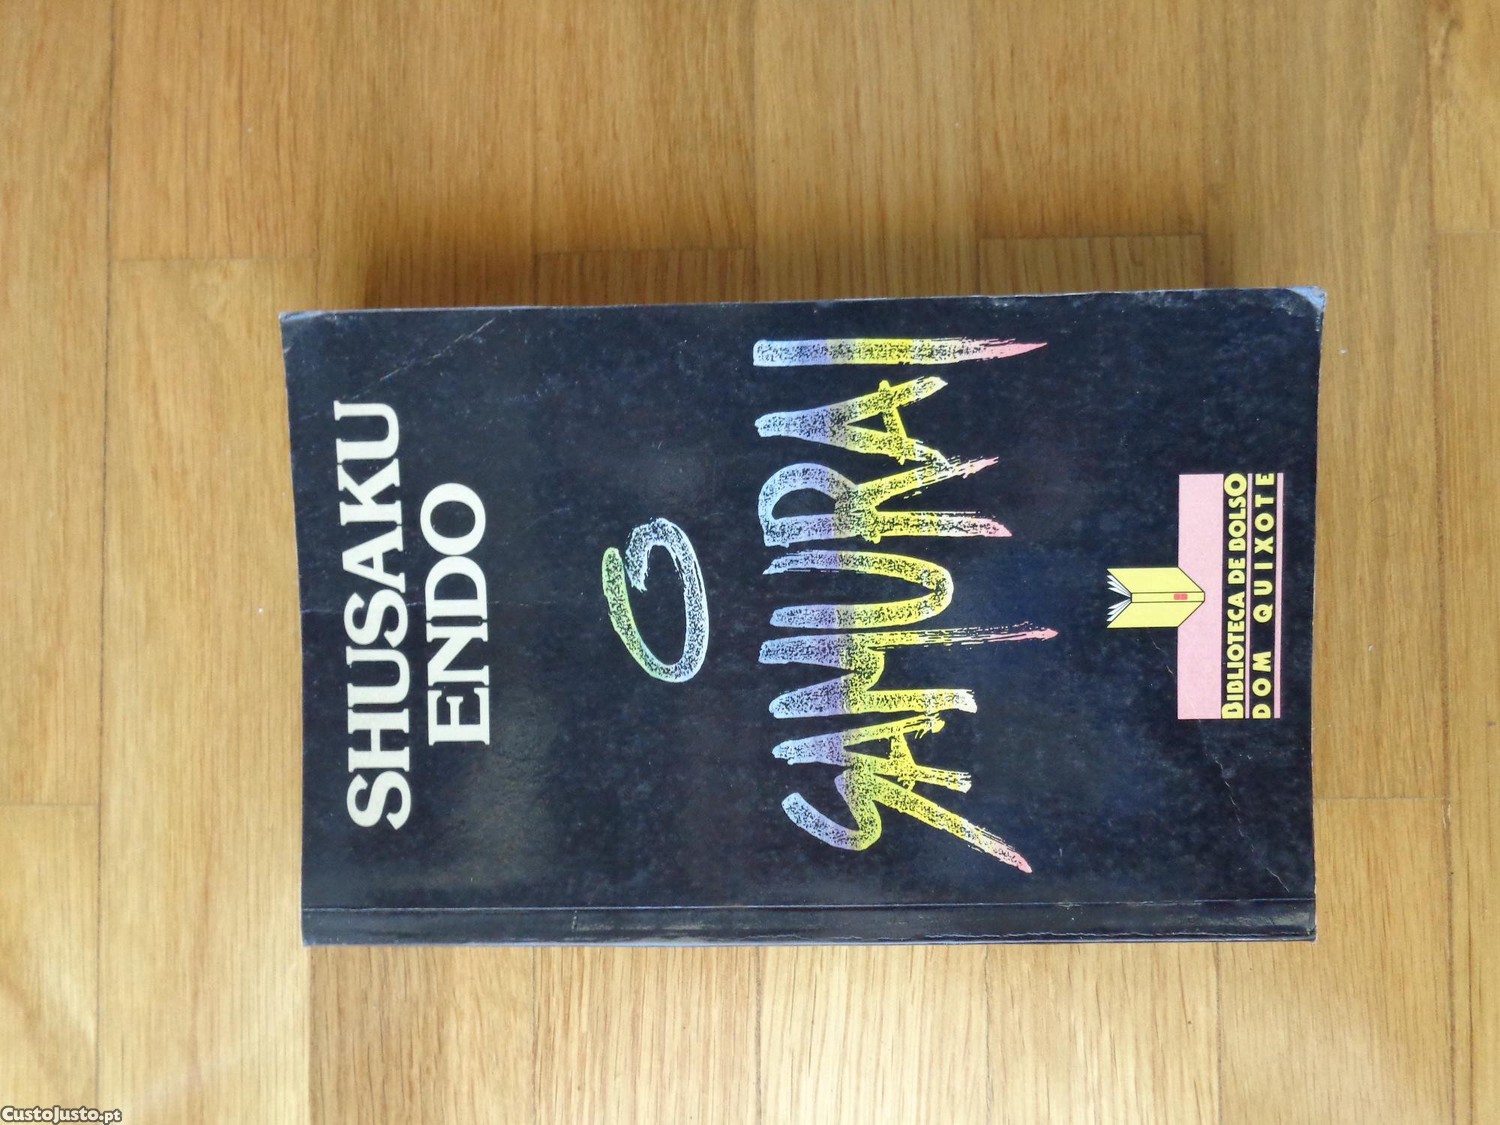 SHUSAKU
ENDO
O
SAMURAI
BIBLIOTECA DE BOLSO
DOM QUIXOTE
CustoJusto.pt